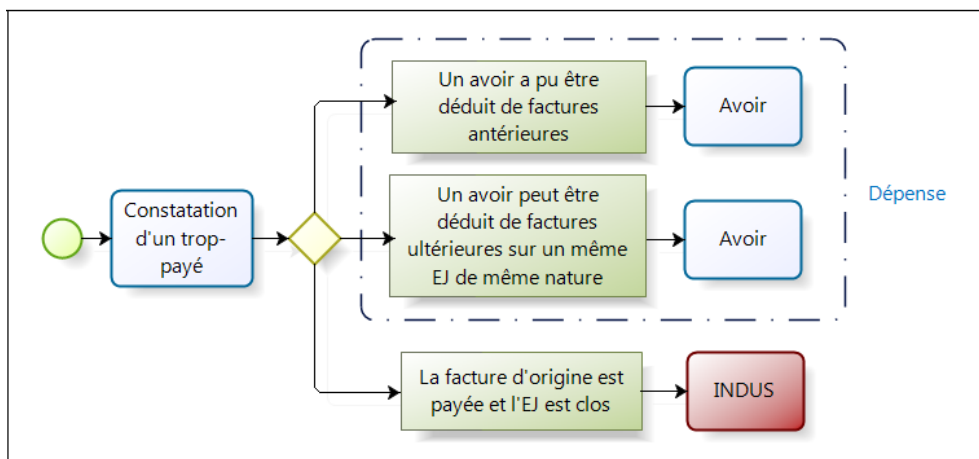 Un avoir a pu être
déduit de factures
antérieures
Avoir
Constatation
d'un trop-
payé
Un avoir peut être
déduit de factures
ultérieures sur un même
EJ de même nature
Avoir
Dépense
La facture d'origine est
payée et l'EJ est clos
INDUS